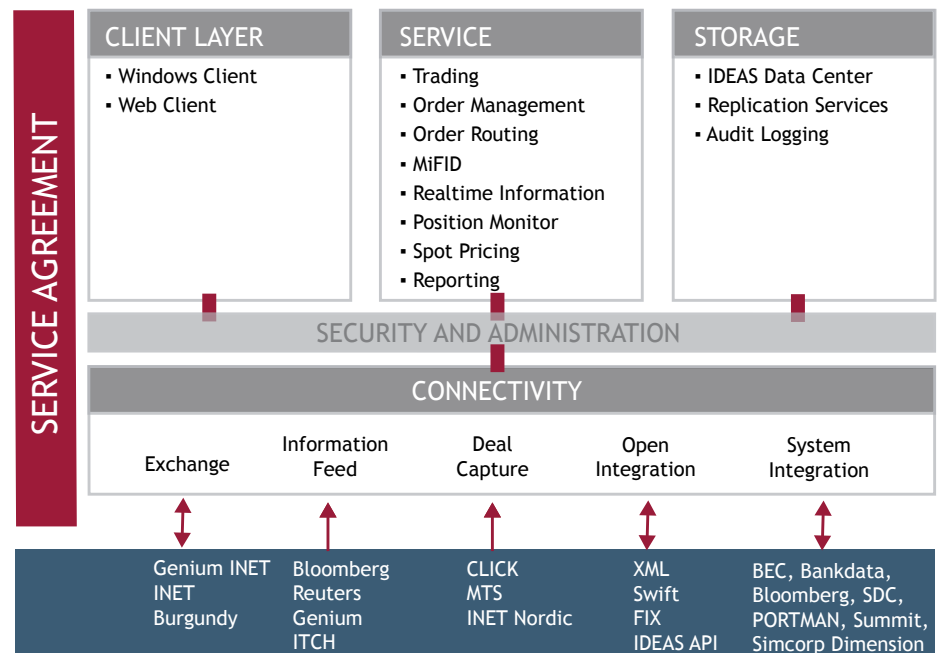 SERVICE AGREEMENT
CLIENT LAYER
▪ Windows Client
▪ Web Client
SERVICE
▪ Trading
▪ Order Management
▪ Order Routing
▪ MiFID
▪ Realtime Information
▪ Position Monitor
▪ Spot Pricing
▪ Reporting
STORAGE
▪ IDEAS Data Center
▪ Replication Services
▪ Audit Logging
SECURITY AND ADMINISTRATION
CONNECTIVITY
Exchange
Information
Feed
Deal
Capture
Open
Integration
System
Integration
Genium INET
INET
Burgundy
Bloomberg
Reuters
Genium
ITCH
CLICK
MTS
INET Nordic
XML
Swift
FIX
IDEAS API
BEC, Bankdata,
Bloomberg, SDC,
PORTMAN, Summit,
Simcorp Dimension